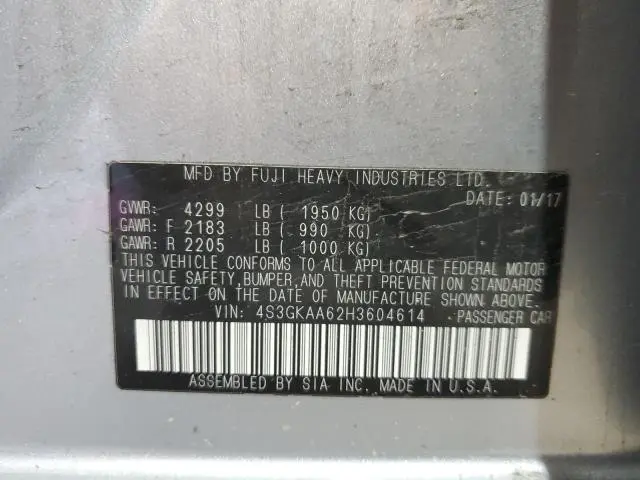 MFD BY FUJI HEAVY INDUSTRIES LTD.
DATE: 01/17
GVWR: 4299 LB ( 1950 KG)
GAWR: F 2183 LB ( 990 KG)
GAWR: R 2205 LB ( 1000 KG)
THIS VEHICLE CONFORMS TO ALL APPLICABLE FEDERAL MOTOR
VEHICLE SAFETY,BUMPER,AND THEFT PREVENTION STANDARDS
IN EFFECT ON THE DATE OF MANUFACTURE SHOWN ABOVE.
VIN: 4S3GKAA62H3604614 PASSENGER CAR
ASSEMBLED BY SIA INC. MADE IN U.S.A.